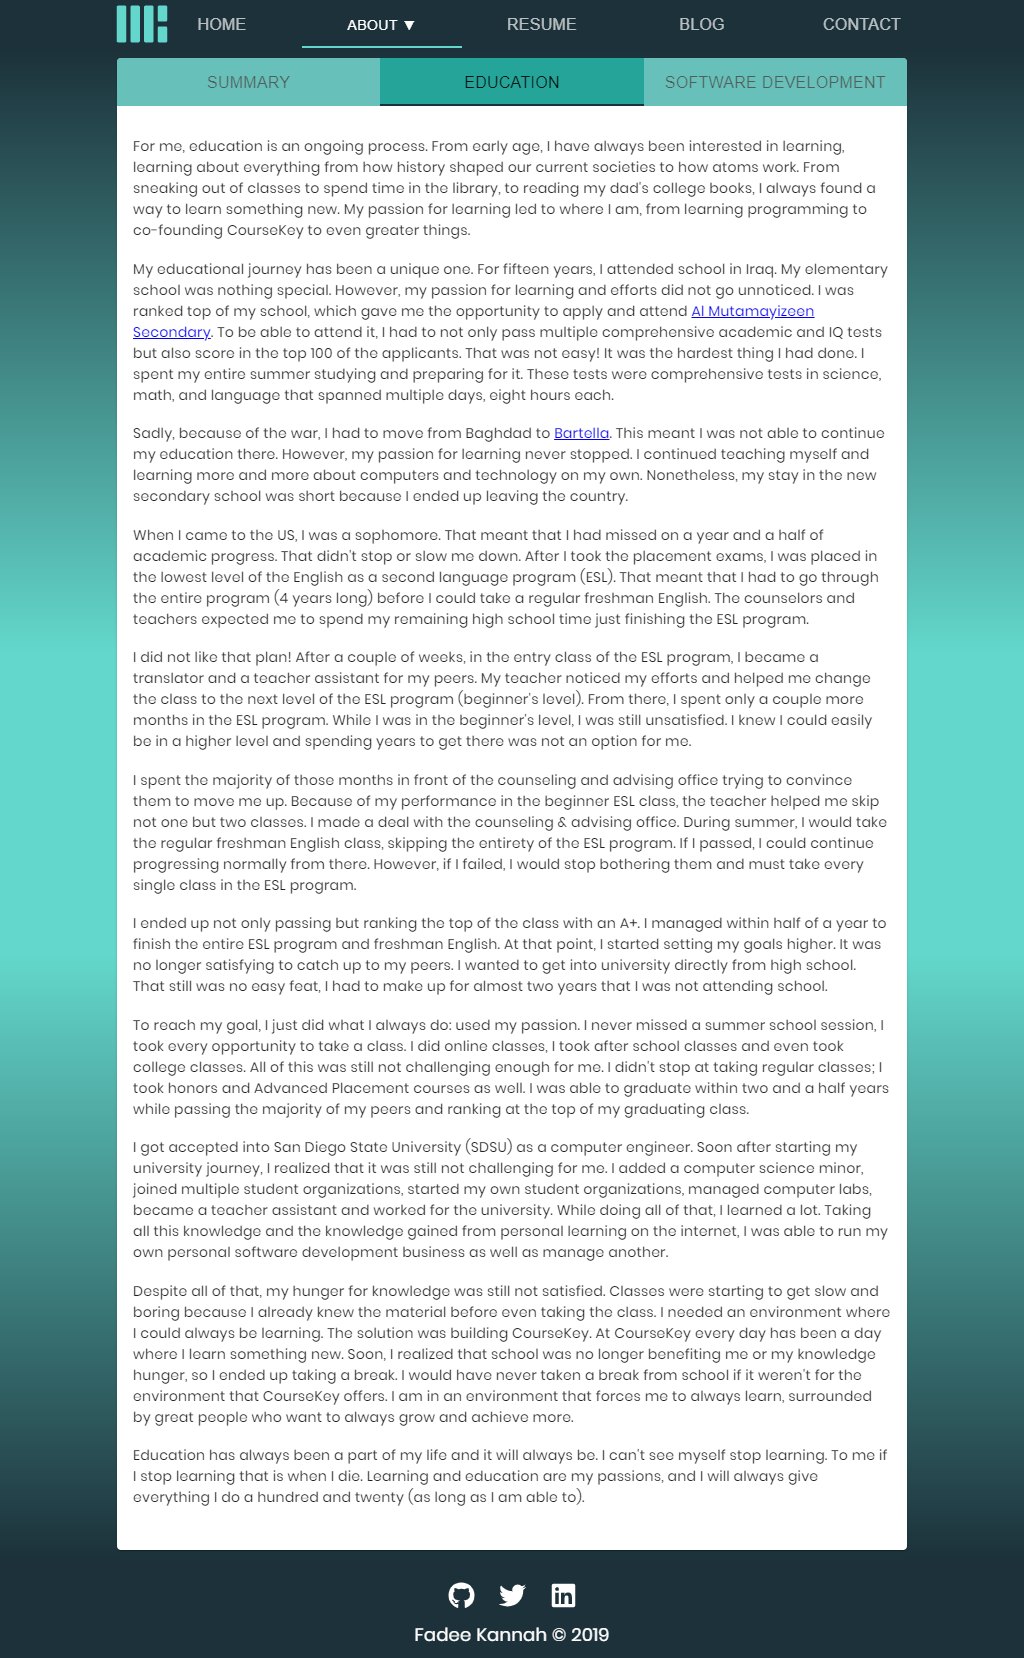 HOME
ABOUT ▼
RESUME
BLOG
CONTACT
SUMMARY
EDUCATION
SOFTWARE DEVELOPMENT
For me, education is an ongoing process. From early age, I have always been interested in learning,
learning about everything from how history shaped our current societies to how atoms work. From
sneaking out of classes to spend time in the library, to reading my dad's college books, I always found a
way to learn something new. My passion for learning led to where I am, from learning programming to
co-founding CourseKey to even greater things.
My educational journey has been a unique one. For fifteen years, I attended school in Iraq. My elementary
school was nothing special. However, my passion for learning and efforts did not go unnoticed. I was
ranked top of my school, which gave me the opportunity to apply and attend Al Mutamayizeen
Secondary. To be able to attend it, I had to not only pass multiple comprehensive academic and IQ tests
but also score in the top 100 of the applicants. That was not easy! It was the hardest thing I had done. I
spent my entire summer studying and preparing for it. These tests were comprehensive tests in science,
math, and language that spanned multiple days, eight hours each.
Sadly, because of the war, I had to move from Baghdad to Bartella. This meant I was not able to continue
my education there. However, my passion for learning never stopped. I continued teaching myself and
learning more and more about computers and technology on my own. Nonetheless, my stay in the new
secondary school was short because I ended up leaving the country.
When I came to the US, I was a sophomore. That meant that I had missed on a year and a half of
academic progress. That didn't stop or slow me down. After I took the placement exams, I was placed in
the lowest level of the English as a second language program (ESL). That meant that I had to go through
the entire program (4 years long) before I could take a regular freshman English. The counselors and
teachers expected me to spend my remaining high school time just finishing the ESL program.
I did not like that plan! After a couple of weeks, in the entry class of the ESL program, I became a
translator and a teacher assistant for my peers. My teacher noticed my efforts and helped me change
the class to the next level of the ESL program (beginner's level). From there, I spent only a couple more
months in the ESL program. While I was in the beginner's level, I was still unsatisfied. I knew I could easily
be in a higher level and spending years to get there was not an option for me.
I spent the majority of those months in front of the counseling and advising office trying to convince
them to move me up. Because of my performance in the beginner ESL class, the teacher helped me skip
not one but two classes. I made a deal with the counseling & advising office. During summer, I would take
the regular freshman English class, skipping the entirety of the ESL program. If I passed, I could continue
progressing normally from there. However, if I failed, I would stop bothering them and must take every
single class in the ESL program.
I ended up not only passing but ranking the top of the class with an A+. I managed within half of a year to
finish the entire ESL program and freshman English. At that point, I started setting my goals higher. It was
no longer satisfying to catch up to my peers. I wanted to get into university directly from high school.
That still was no easy feat, I had to make up for almost two years that I was not attending school.
To reach my goal, I just did what I always do: used my passion. I never missed a summer school session, I
took every opportunity to take a class. I did online classes, I took after school classes and even took
college classes. All of this was still not challenging enough for me. I didn't stop at taking regular classes; I
took honors and Advanced Placement courses as well. I was able to graduate within two and a half years
while passing the majority of my peers and ranking at the top of my graduating class.
I got accepted into San Diego State University (SDSU) as a computer engineer. Soon after starting my
university journey, I realized that it was still not challenging for me. I added a computer science minor,
joined multiple student organizations, started my own student organizations, managed computer labs,
became a teacher assistant and worked for the university. While doing all of that, I learned a lot. Taking
all this knowledge and the knowledge gained from personal learning on the internet, I was able to run my
own personal software development business as well as manage another.
Despite all of that, my hunger for knowledge was still not satisfied. Classes were starting to get slow and
boring because I already knew the material before even taking the class. I needed an environment where
I could always be learning. The solution was building CourseKey. At CourseKey every day has been a day
where I learn something new. Soon, I realized that school was no longer benefiting me or my knowledge
hunger, so I ended up taking a break. I would have never taken a break from school if it weren't for the
environment that CourseKey offers. I am in an environment that forces me to always learn, surrounded
by great people who want to always grow and achieve more.
Education has always been a part of my life and it will always be. I can't see myself stop learning. To me if
I stop learning that is when I die. Learning and education are my passions, and I will always give
everything I do a hundred and twenty (as long as I am able to).
Fadee Kannah © 2019